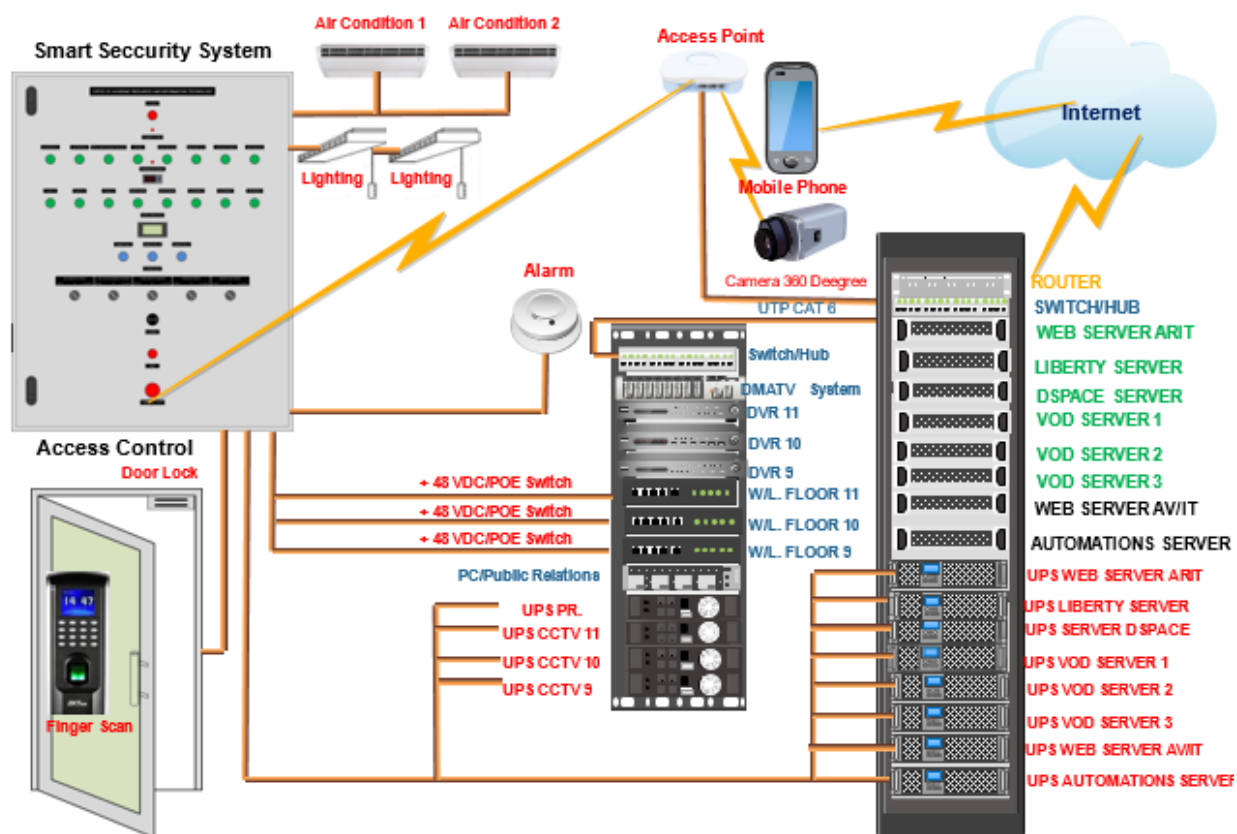 Air Condition 1
Air Condition 2
Smart Seccurity System
Access Point
Internet
Lighting
Lighting
Mobile Phone
Alarm
Camera 360 Deegree
ROUTER
UTP CAT 6
SWITCH/HUB
WEB SERVER ARIT
Switch/Hub
LIBERTY SERVER
DMATV System
DSPACE SERVER
DVR 11
VOD SERVER 1
Access Control
DVR 10
VOD SERVER 2
Door Lock
DVR 9
VOD SERVER 3
+ 48 VDC/POE Switch
W/L. FLOOR 11
WEB SERVER AV/IT
+ 48 VDC/POE Switch
W/L. FLOOR 10
+ 48 VDC/POE Switch
W/L. FLOOR 9
AUTOMATIONS SERVER
PC/Public Relations
UPS WEB SERVER ARIT
14 47
UPS PR.
UPS LIBERTY SERVER
UPS CCTV 11
UPS SERVER DSPACE
UPS CCTV 10
UPS VOD SERVER 1
UPS CCTV 9
UPS VOD SERVER 2
Finger Scan
UPS VOD SERVER 3
UPS WEB SERVER AV/IT
UPS AUTOMATIONS SERVER